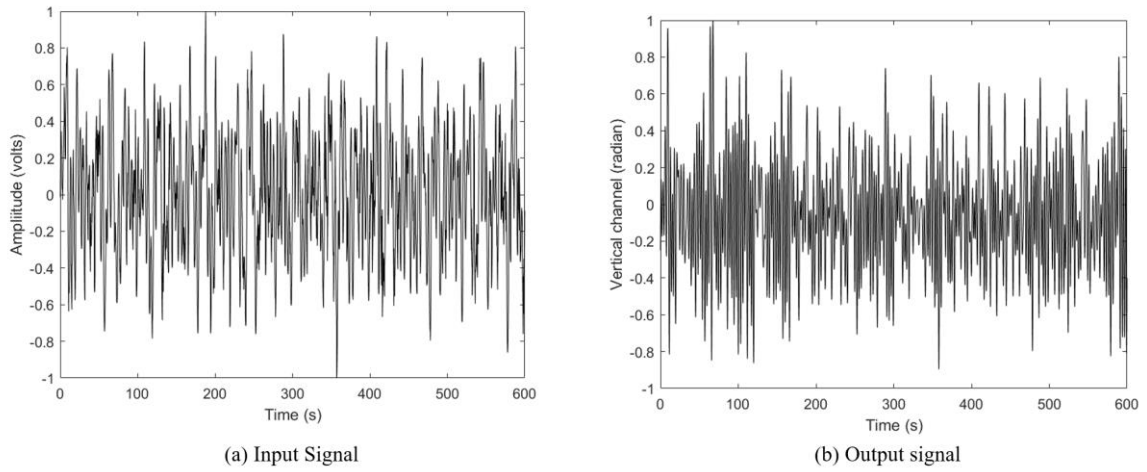 1
0.8
0.6
0.4
0.2
0
-0.2
-0.4
-0.6
-0.8
-1
Ampliitude (volts)
0 100 200 300 400 500 600
Time (s)
(a) Input Signal
1
0.8
0.6
0.4
0.2
0
-0.2
-0.4
-0.6
-0.8
-1
Vertical channel (radian)
0 100 200 300 400 500 600
Time (s)
(b) Output signal